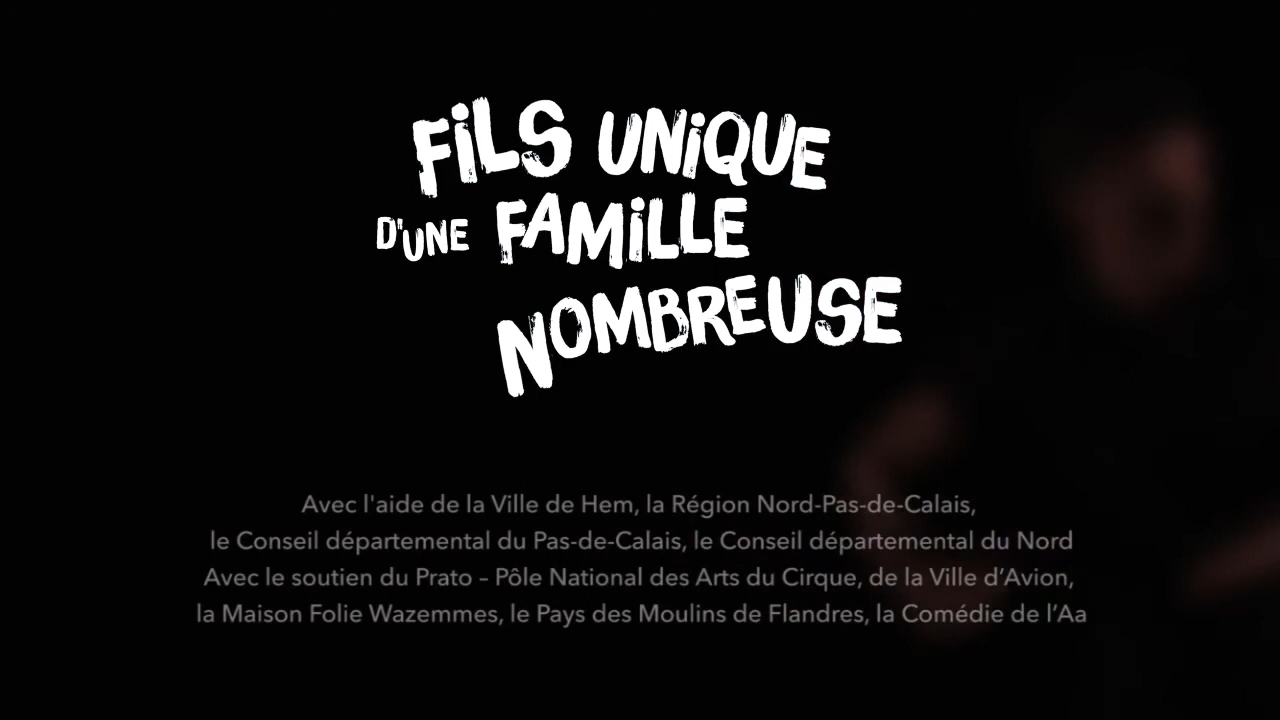 FiLS UNiQUE
D'UNE FAMiLLE
NOMBREUSE
Avec l'aide de la Ville de Hem, la Région Nord-Pas-de-Calais,
le Conseil départemental du Pas-de-Calais, le Conseil départemental du Nord
Avec le soutien du Prato – Pôle National des Arts du Cirque, de la Ville d’Avion,
la Maison Folie Wazemmes, le Pays des Moulins de Flandres, la Comédie de l’Aa